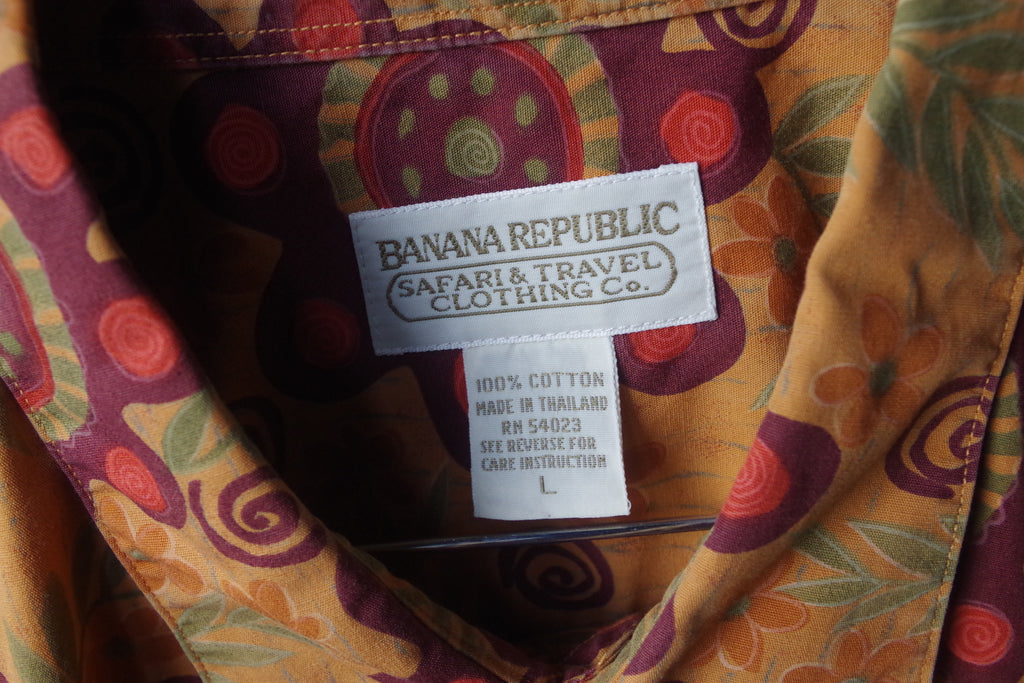 BANANA REPUBLIC
SAFARI & TRAVEL
CLOTHING Co.
100% COTTON
MADE IN THAILAND
RN 54023
SEE REVERSE FOR
CARE INSTRUCTION
L